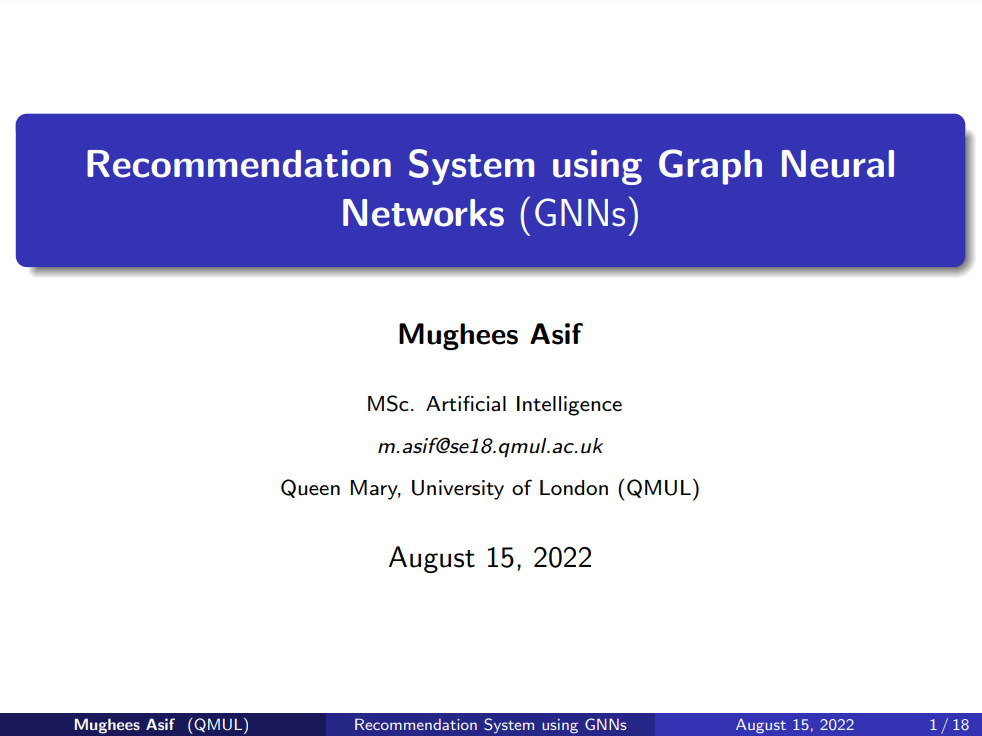 Recommendation System using Graph Neural
Networks (GNNs)
Mughees Asif
MSc. Artificial Intelligence
m.asif@se18.qmul.ac.uk
Queen Mary, University of London (QMUL)
August 15, 2022
Mughees Asif (QMUL) Recommendation System using GNNs August 15, 2022 1 / 18